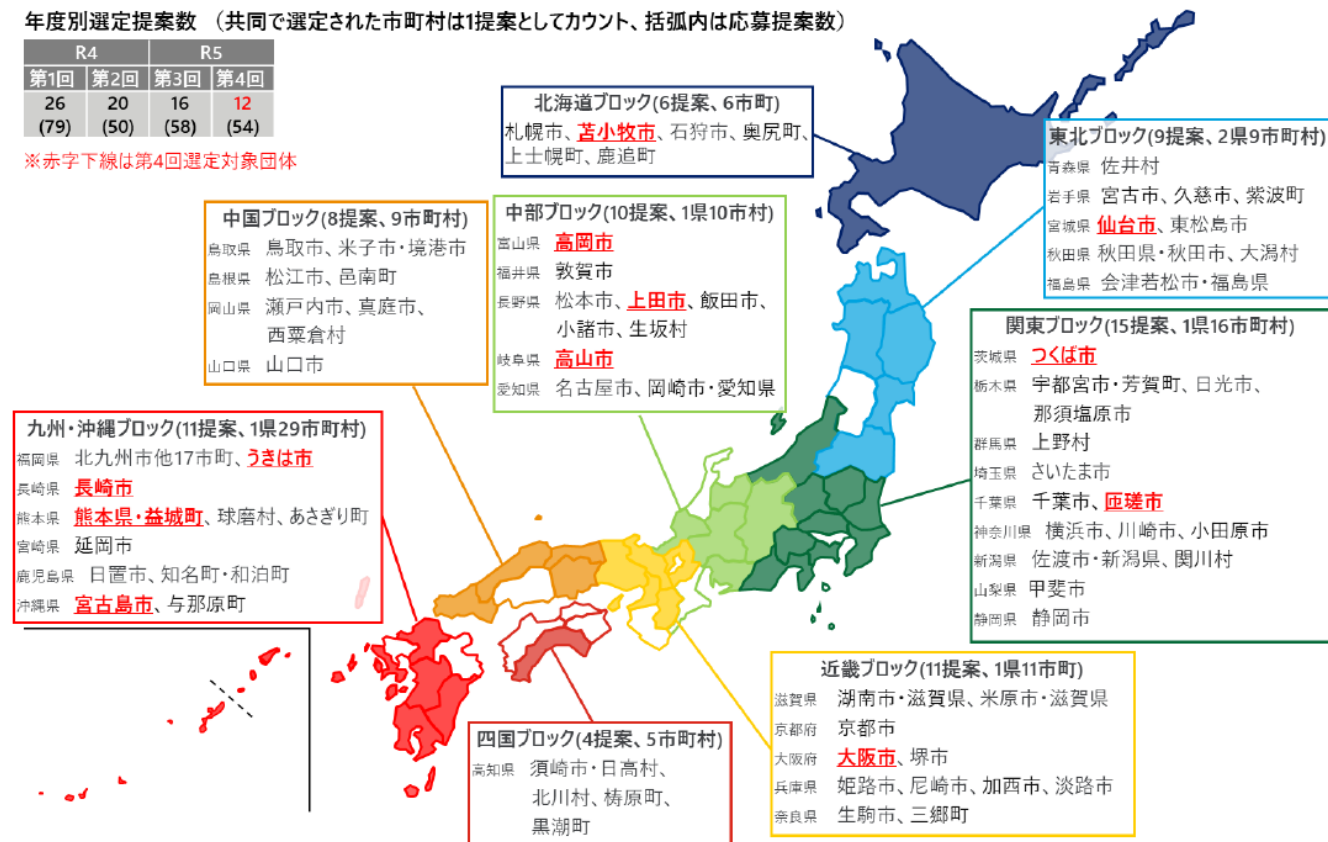 年度別選定提案数 (共同で選定された市町村は1提案としてカウント、括弧内は応募提案数)
R4 R5
第1回 第2回 第3回 第4回
26 20 16 12
(79) (50) (58) (54)
※赤字下線は第4回選定対象団体
北海道ブロック(6提案、6市町)
札幌市、苫小牧市、石狩市、奥尻町、
上士幌町、鹿追町
東北ブロック(9提案、2県9市町村)
青森県 佐井村
岩手県 宮古市、久慈市、紫波町
宮城県 仙台市、東松島市
秋田県 秋田県・秋田市、大潟村
福島県 会津若松市・福島県
中国ブロック(8提案、9市町村)
鳥取県 鳥取市、米子市・境港市
島根県 松江市、邑南町
岡山県 瀬戸内市、真庭市、
西粟倉村
山口県 山口市
中部ブロック(10提案、1県10市村)
富山県 高岡市
福井県 敦賀市
長野県 松本市、上田市、飯田市、
小諸市、生坂村
岐阜県 高山市
愛知県 名古屋市、岡崎市・愛知県
関東ブロック(15提案、1県16市町村)
茨城県 つくば市
栃木県 宇都宮市・芳賀町、日光市、
那須塩原市
群馬県 上野村
埼玉県 さいたま市
千葉県 千葉市、匝瑳市
神奈川県 横浜市、川崎市、小田原市
新潟県 佐渡市・新潟県、関川村
山梨県 甲斐市
静岡県 静岡市
九州・沖縄ブロック(11提案、1県29市町村)
福岡県 北九州市他17市町、うきは市
長崎県 長崎市
熊本県 熊本県・益城町、球磨村、あさぎり町
宮崎県 延岡市
鹿児島県 日置市、知名町・和泊町
沖縄県 宮古島市、与那原町
四国ブロック(4提案、5市町村)
高知県 須崎市・日高村、
北川村、梼原町、
黒潮町
近畿ブロック(11提案、1県11市町)
滋賀県 湖南市・滋賀県、米原市・滋賀県
京都府 京都市
大阪府 大阪市、堺市
兵庫県 姫路市、尼崎市、加西市、淡路市
奈良県 生駒市、三郷町